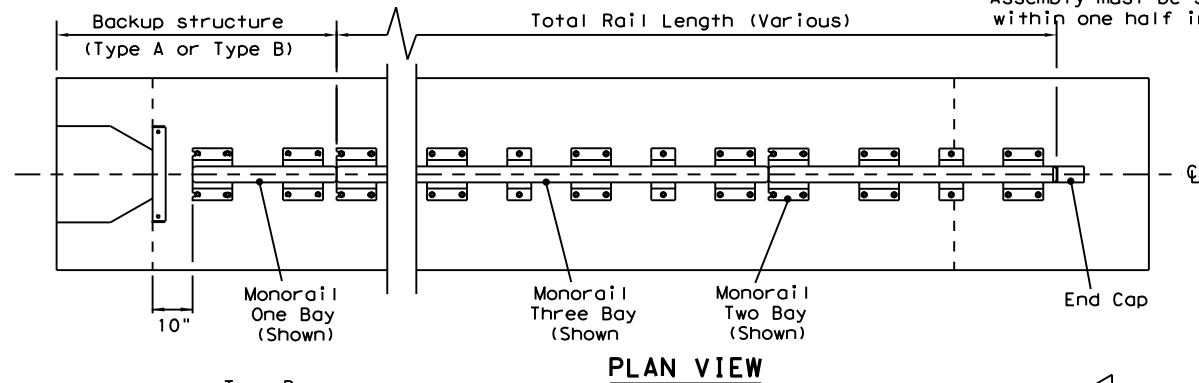 Assembly must be
within one half in
Backup structure
(Type A or Type B)
Total Rail Length (Various)
℄
10"
Monorail
One Bay
(Shown)
Monorail
Three Bay
(Shown
Monorail
Two Bay
(Shown)
End Cap
PLAN VIEW